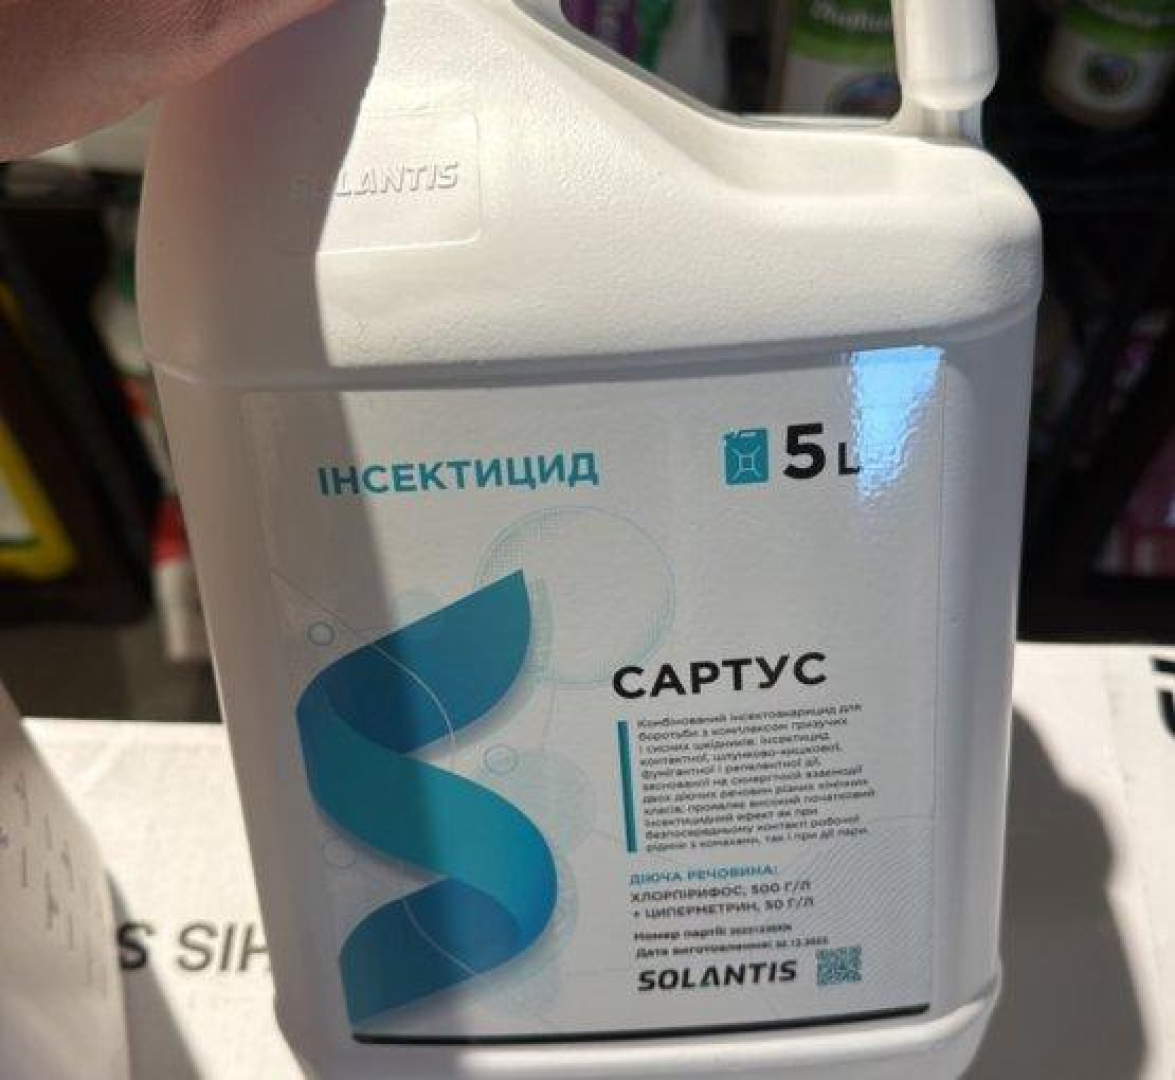 SOLANTIS
ІНСЕКТИЦИД
5 L
САРТУС
Комбінований інсектоакарицид для
боротьби з комплексом гризучих
і сисних шкідників; інсектицид
контактної, шлунково-кишкової,
фумігантної і репелентної дії,
заснованої на синергічній взаємодії
двох діючих речовин різних хімічних
класів; проявляє високий початковий
інсектицидний ефект як при
безпосередньому контакті робочої
рідини з комахами, так і при дії пари.
ДІЮЧА РЕЧОВИНА:
ХЛОРПІРИФОС, 500 Г/Л
+ ЦИПЕРМЕТРИН, 50 Г/Л
Номер партії:
Дата виготовлення:
SOLANTIS
S SIH